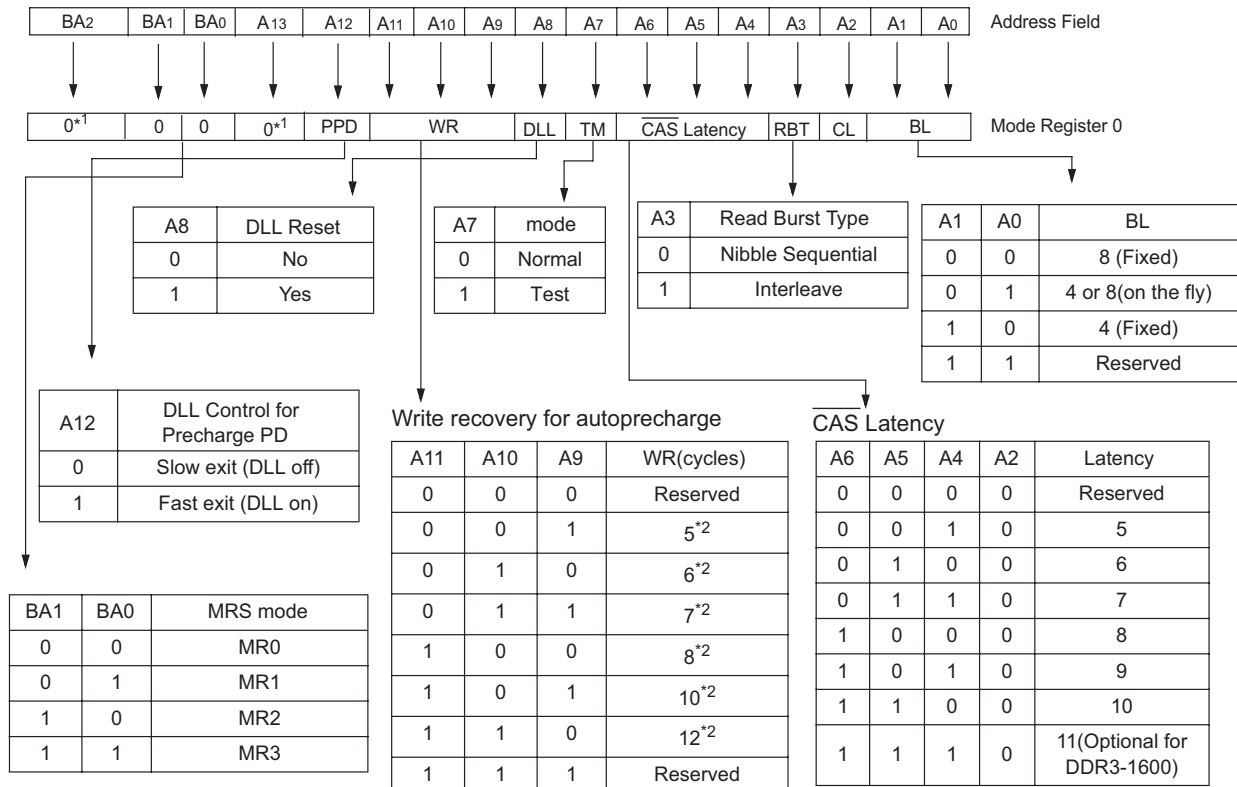 BA2 BA1 BA0 A13 A12 A11 A10 A9 A8 A7 A6 A5 A4 A3 A2 A1 A0 Address Field
0*1 0 0 0*1 PPD WR DLL TM CAS Latency RBT CL BL Mode Register 0
A8 DLL Reset
0 No
1 Yes
A7 mode
0 Normal
1 Test
A3 Read Burst Type
0 Nibble Sequential
1 Interleave
A1 A0 BL
0 0 8 (Fixed)
0 1 4 or 8(on the fly)
1 0 4 (Fixed)
1 1 Reserved
A12 DLL Control for
Precharge PD
0 Slow exit (DLL off)
1 Fast exit (DLL on)
Write recovery for autoprecharge
A11 A10 A9 WR(cycles)
0 0 0 Reserved
0 0 1 5*2
0 1 0 6*2
0 1 1 7*2
1 0 0 8*2
1 0 1 10*2
1 1 0 12*2
1 1 1 Reserved
CAS Latency
A6 A5 A4 A2 Latency
0 0 0 0 Reserved
0 0 1 0 5
0 1 0 0 6
0 1 1 0 7
1 0 0 0 8
1 0 1 0 9
1 1 0 0 10
1 1 1 0 11(Optional for
DDR3-1600)
BA1 BA0 MRS mode
0 0 MR0
0 1 MR1
1 0 MR2
1 1 MR3